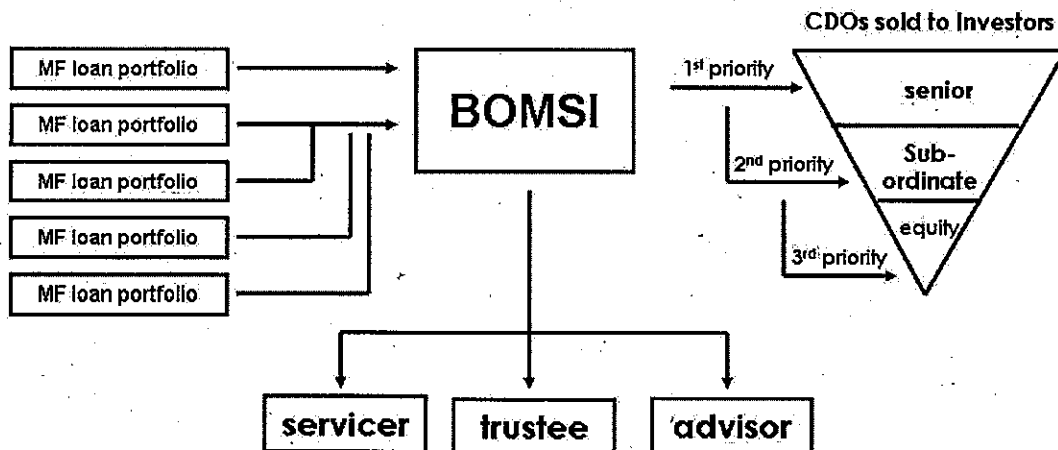 CDOs sold to Investors
MF loan portfolio
MF loan portfolio
MF loan portfolio
MF loan portfolio
MF loan portfolio
BOMSI
1st priority
2nd priority
3rd priority
senior
Sub-
ordinate
equity
servicer
trustee
advisor